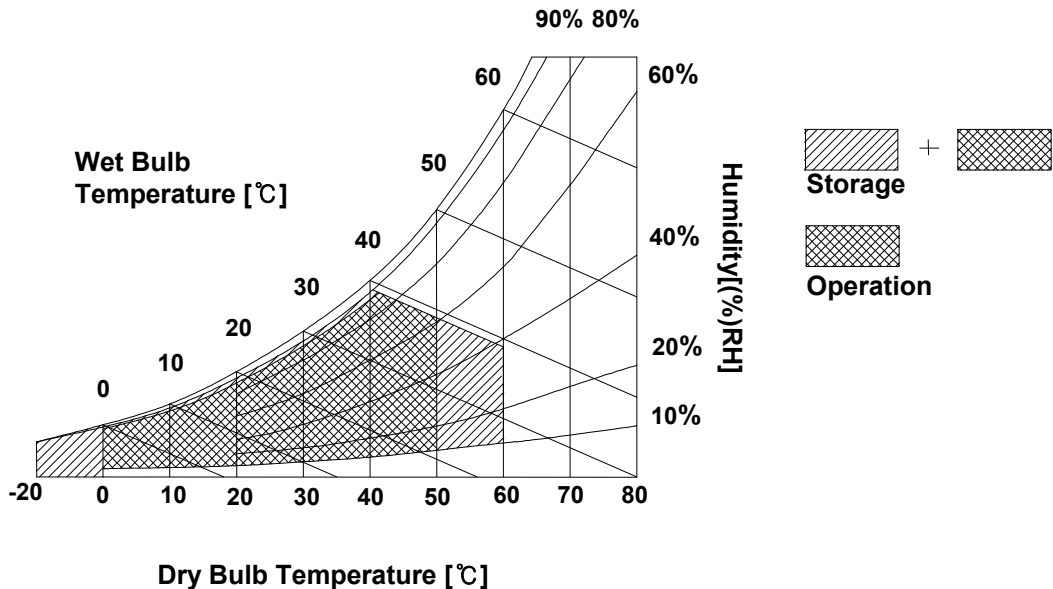 90% 80%
60
60%
50
Wet Bulb
Temperature [℃]
Storage
+
40%
40
30
Humidity[(%)RH]
Operation
20
20%
10
0
10%
-20 0 10 20 30 40 50 60 70 80
Dry Bulb Temperature [℃]